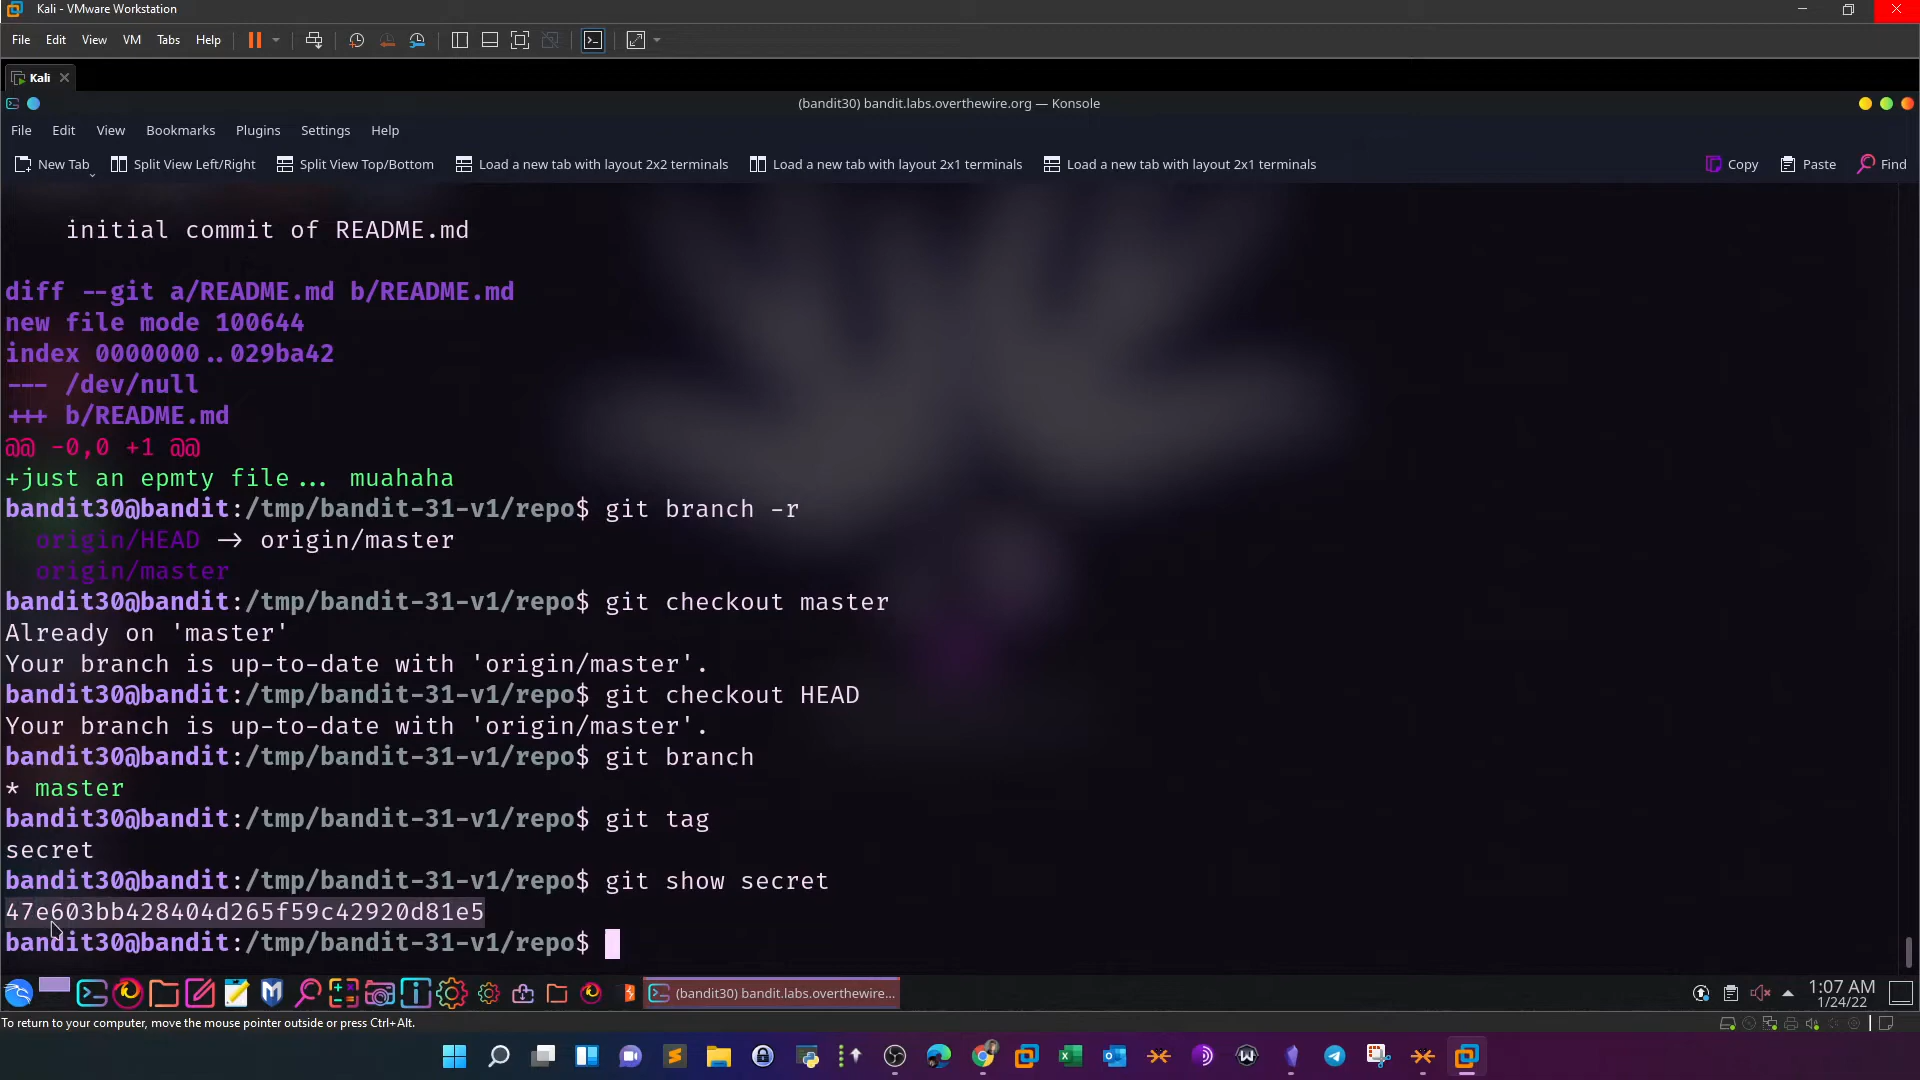 Kali - VMware Workstation
File Edit View VM Tabs Help
Kali
(bandit30) bandit.labs.overthewire.org — Konsole
File Edit View Bookmarks Plugins Settings Help
New Tab Split View Left/Right Split View Top/Bottom Load a new tab with layout 2x2 terminals Load a new tab with layout 2x1 terminals Load a new tab with layout 2x1 terminals Copy Paste Find
initial commit of README.md
diff --git a/README.md b/README.md
new file mode 100644
index 0000000..029ba42
--- /dev/null
+++ b/README.md
@@ -0,0 +1 @@
+just an epmty file... muahaha
bandit30@bandit:/tmp/bandit-31-v1/repo$ git branch -r
origin/HEAD -> origin/master
origin/master
bandit30@bandit:/tmp/bandit-31-v1/repo$ git checkout master
Already on 'master'
Your branch is up-to-date with 'origin/master'.
bandit30@bandit:/tmp/bandit-31-v1/repo$ git checkout HEAD
Your branch is up-to-date with 'origin/master'.
bandit30@bandit:/tmp/bandit-31-v1/repo$ git branch
* master
bandit30@bandit:/tmp/bandit-31-v1/repo$ git tag
secret
bandit30@bandit:/tmp/bandit-31-v1/repo$ git show secret
47e603bb428404d265f59c42920d81e5
bandit30@bandit:/tmp/bandit-31-v1/repo$
(bandit30) bandit.labs.overthewire...
1:07 AM
1/24/22
To return to your computer, move the mouse pointer outside or press Ctrl+Alt.